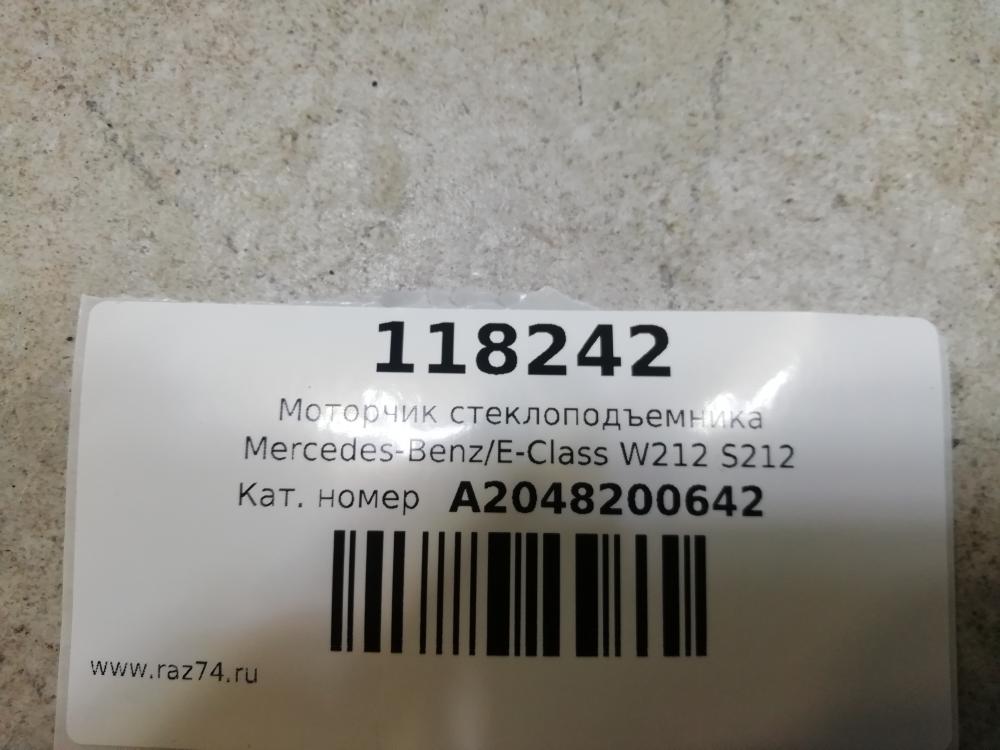 118242
Моторчик стеклоподъемника
Mercedes-Benz/E-Class W212 S212
Кат. номер A2048200642
www.raz74.ru